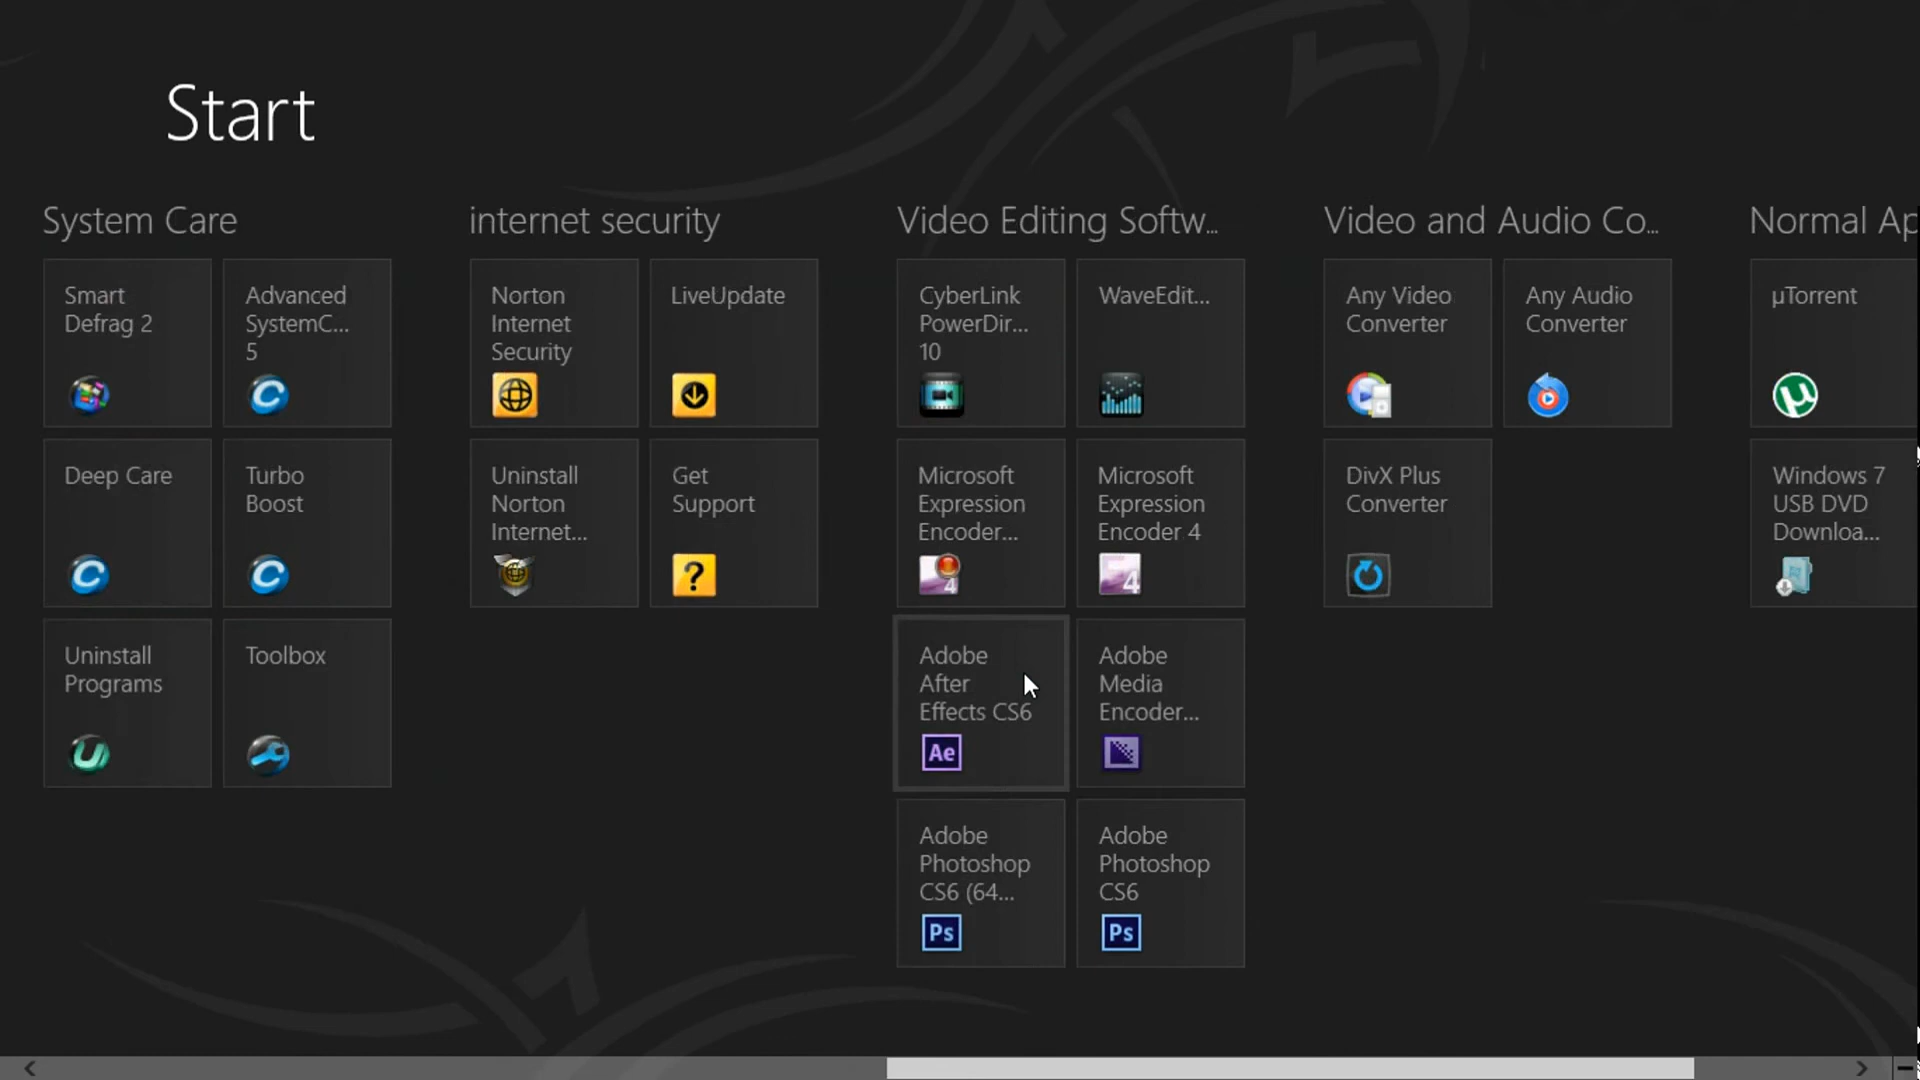 Start
System Care
internet security
Video Editing Softw...
Video and Audio Co...
Normal Ap
Smart
Defrag 2
Advanced
SystemC...
5
Norton
Internet
Security
LiveUpdate
CyberLink
PowerDir...
10
WaveEdit...
Any Video
Converter
Any Audio
Converter
µTorrent
Deep Care
Turbo
Boost
Uninstall
Norton
Internet...
Get
Support
Microsoft
Expression
Encoder...
4
Microsoft
Expression
Encoder 4
4
DivX Plus
Converter
Windows 7
USB DVD
Downloa...
Uninstall
Programs
Toolbox
Adobe
After
Effects CS6
Ae
Adobe
Media
Encoder...
Adobe
Photoshop
CS6 (64...
Ps
Adobe
Photoshop
CS6
Ps